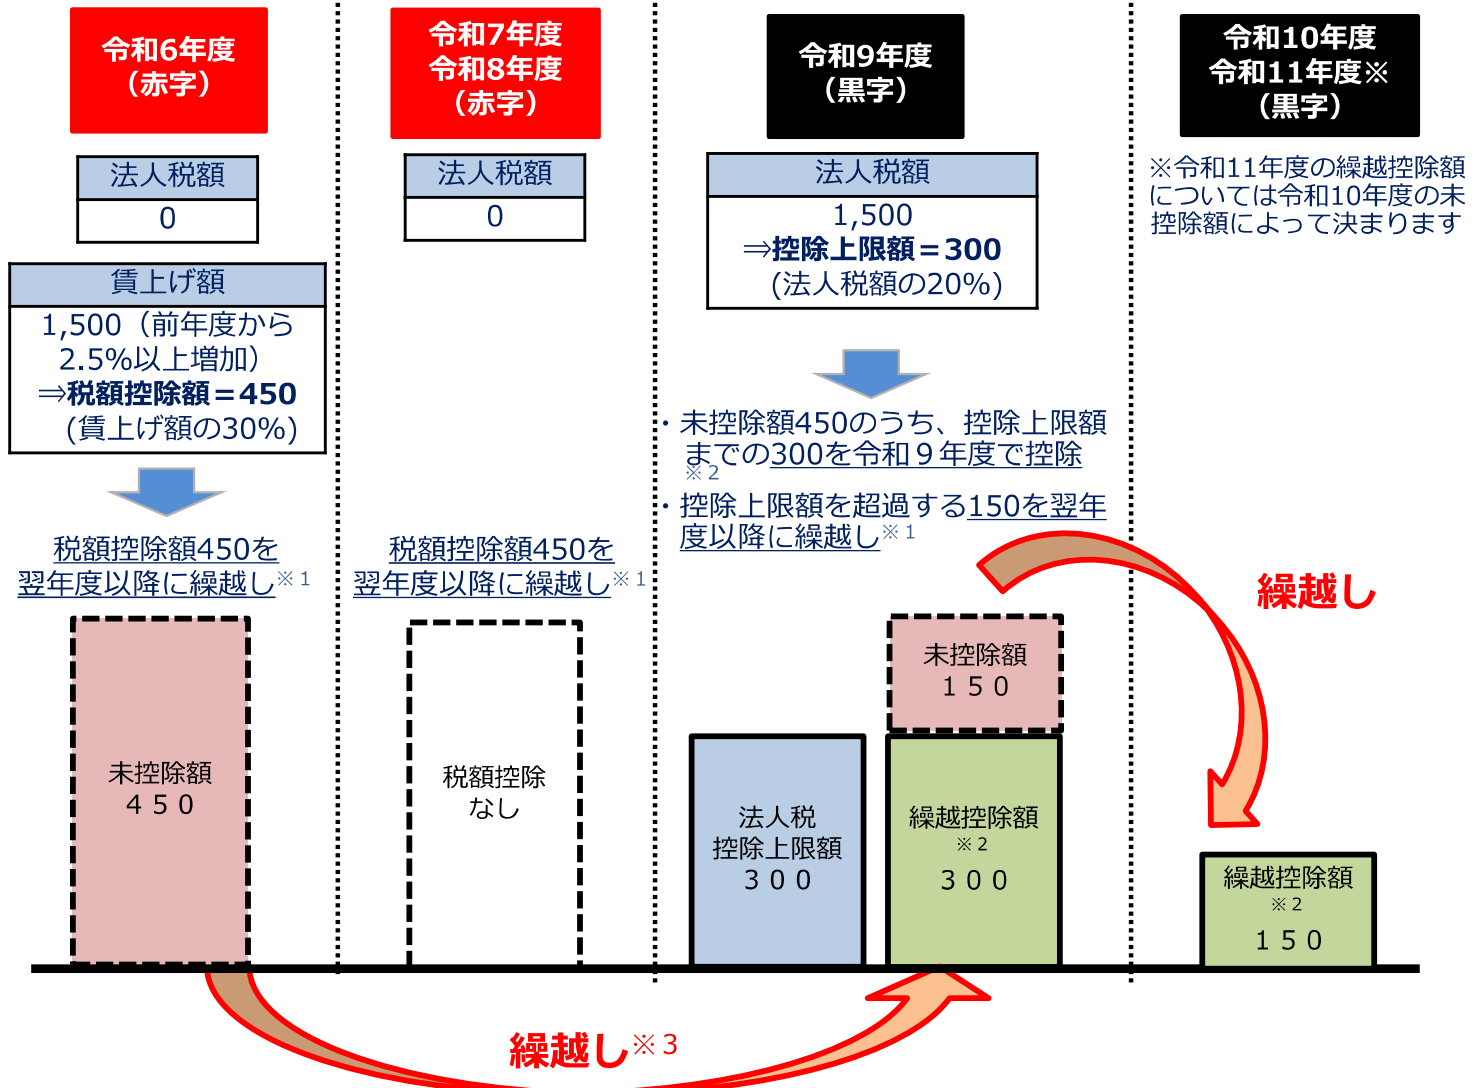 令和6年度
（赤字）
法人税額
0
賃上げ額
1,500（前年度から
2.5%以上増加）
⇒税額控除額＝450
(賃上げ額の30%)
税額控除額450を
翌年度以降に繰越し※1
未控除額
４５０
令和7年度
令和8年度
（赤字）
法人税額
0
税額控除額450を
翌年度以降に繰越し※1
税額控除
なし
令和9年度
（黒字）
法人税額
1,500
⇒控除上限額＝300
(法人税額の20%)
・未控除額450のうち、控除上限額
までの300を令和９年度で控除
※2
・控除上限額を超過する150を翌年
度以降に繰越し※1
法人税
控除上限額
３００
未控除額
１５０
繰越控除額
※2
３００
令和10年度
令和11年度※
（黒字）
※令和11年度の繰越控除額
については令和10年度の未
控除額によって決まります
繰越し
繰越控除額
※2
１５０
繰越し※3